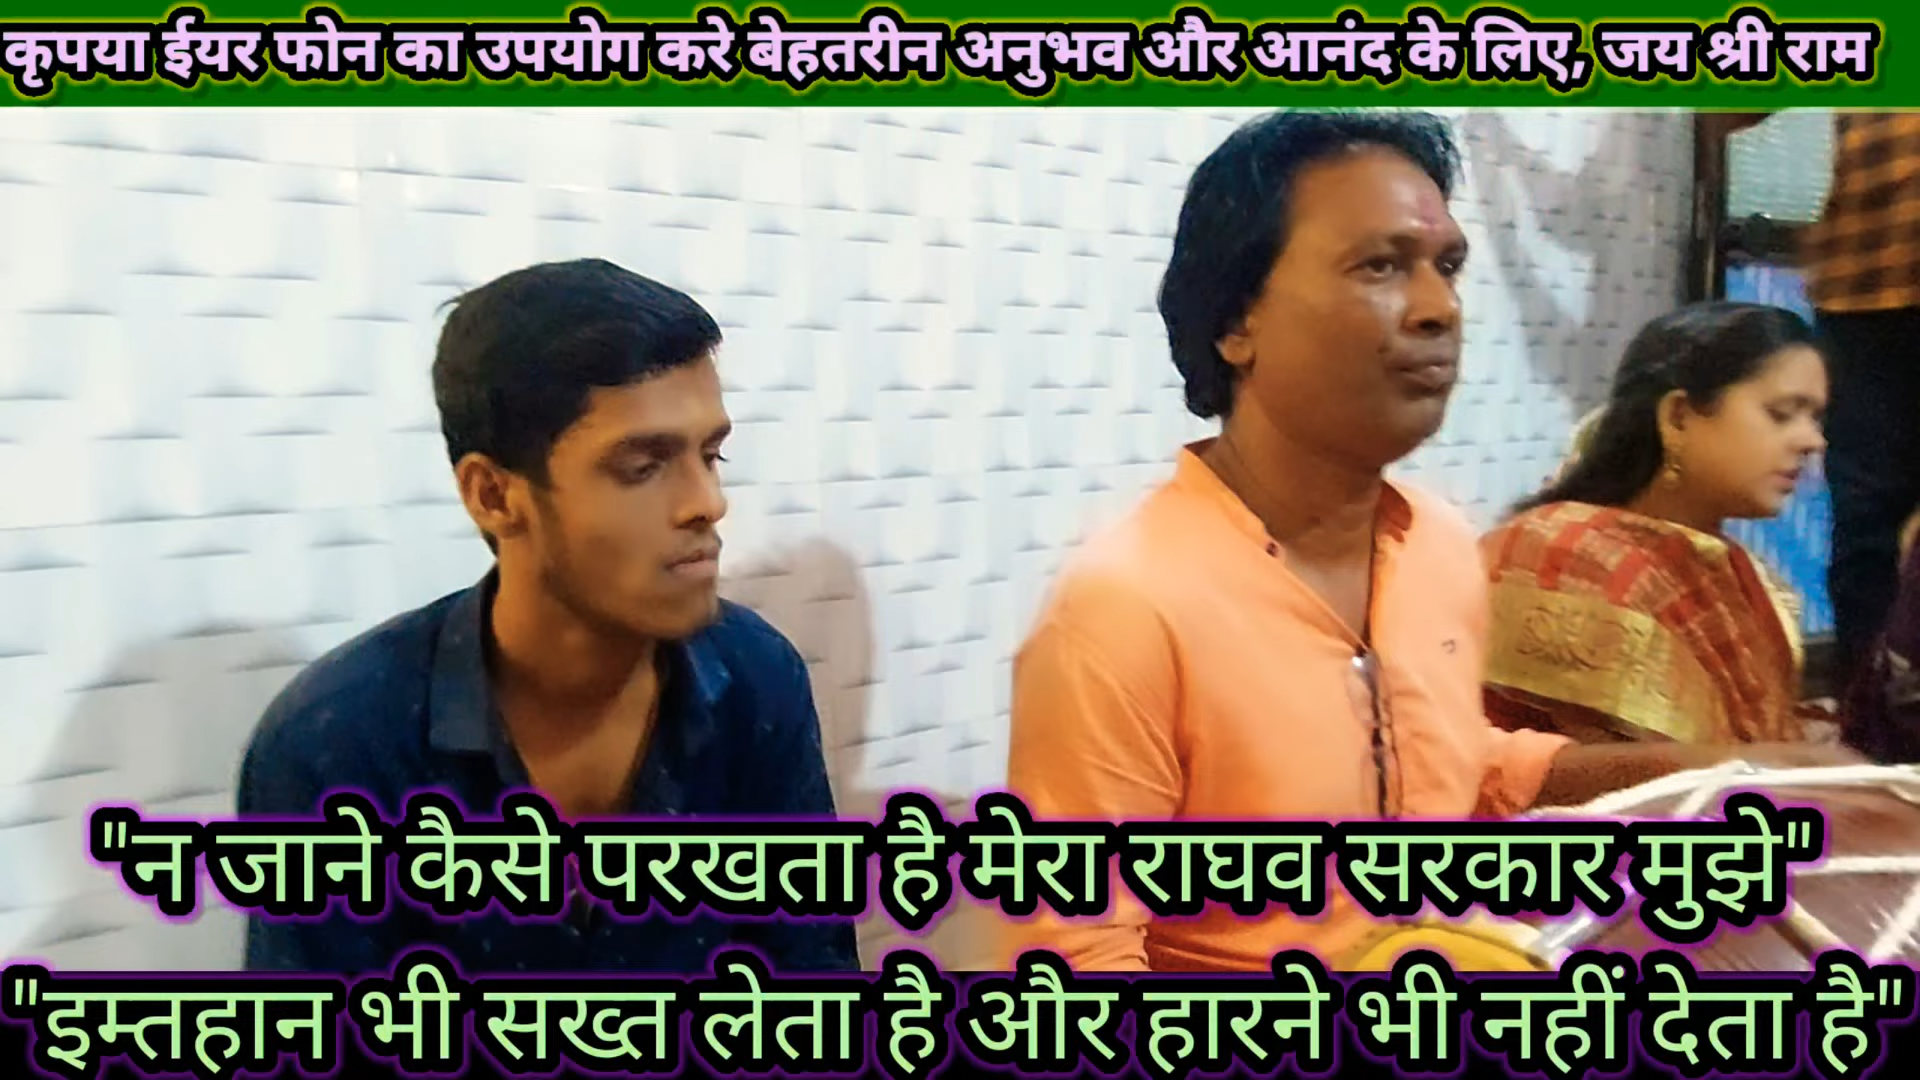 कृपया ईयर फोन का उपयोग करे बेहतरीन अनुभव और आनंद के लिए, जय श्री राम
"न जाने कैसे परखता है मेरा राघव सरकार मुझे"
"इम्तहान भी सख्त लेता है और हारने भी नहीं देता है"